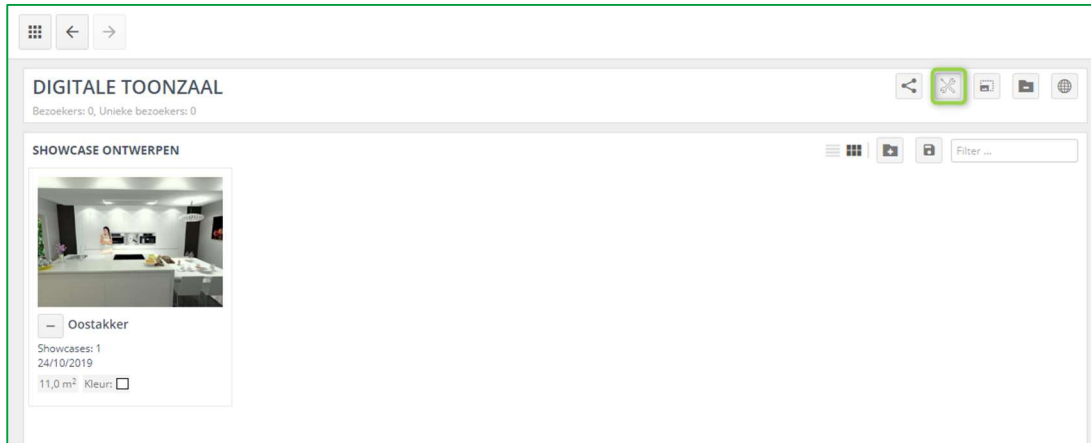 DIGITALE TOONZAAL
Bezoekers: 0, Unieke bezoekers: 0
SHOWCASE ONTWERPEN
Filter ...
Oostakker
Showcases: 1
24/10/2019
11,0 m² Kleur: